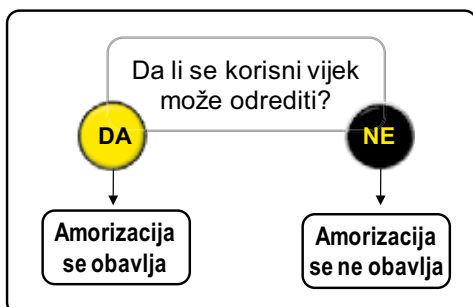 Da li se korisni vijek
može odrediti?
DA
NE
Amorizacija
se obavlja
Amorizacija
se ne obavlja